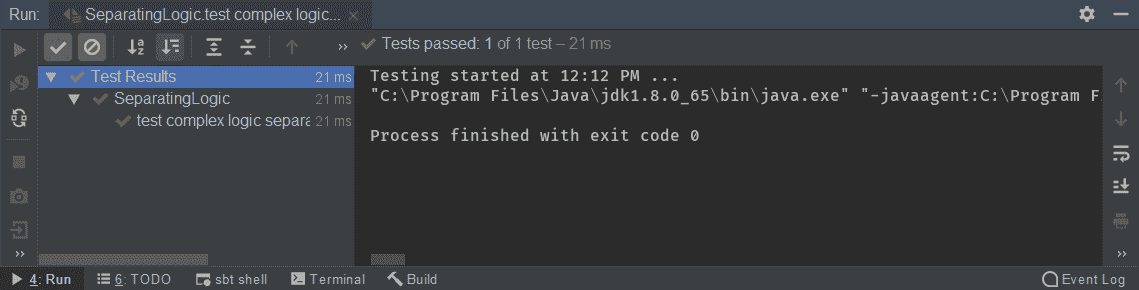 Run: SeparatingLogic.test complex logic...
Tests passed: 1 of 1 test – 21 ms
Test Results 21 ms
SeparatingLogic 21 ms
test complex logic separa 21 ms
Testing started at 12:12 PM ...
"C:\Program Files\Java\jdk1.8.0_65\bin\java.exe" "-javaagent:C:\Program F
Process finished with exit code 0
4: Run 6: TODO sbt shell Terminal Build Event Log